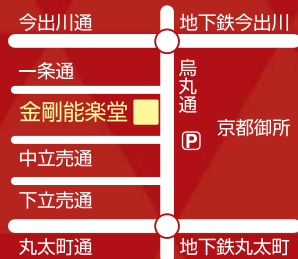 今出川通
地下鉄今出川
一条通
烏丸通
金剛能楽堂
京都御所
P
中立売通
下立売通
丸太町通
地下鉄丸太町